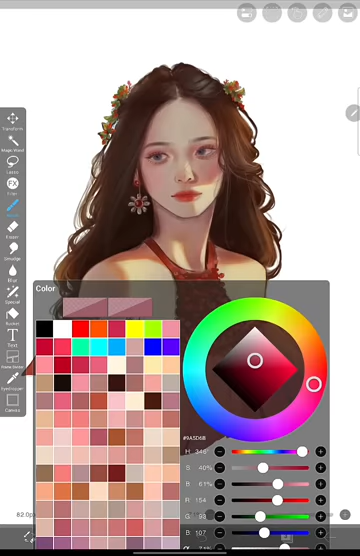 Transform
Magic Wand
Lasso
FX
Filter
Eraser
Smudge
Blur
Special
Bucket
T
Text
Frame Divider
Eyedropper
Canvas
Color
#9A5D6B
H 346°
S 40%
B 61%
R 154
G 93
B 107
82.0px